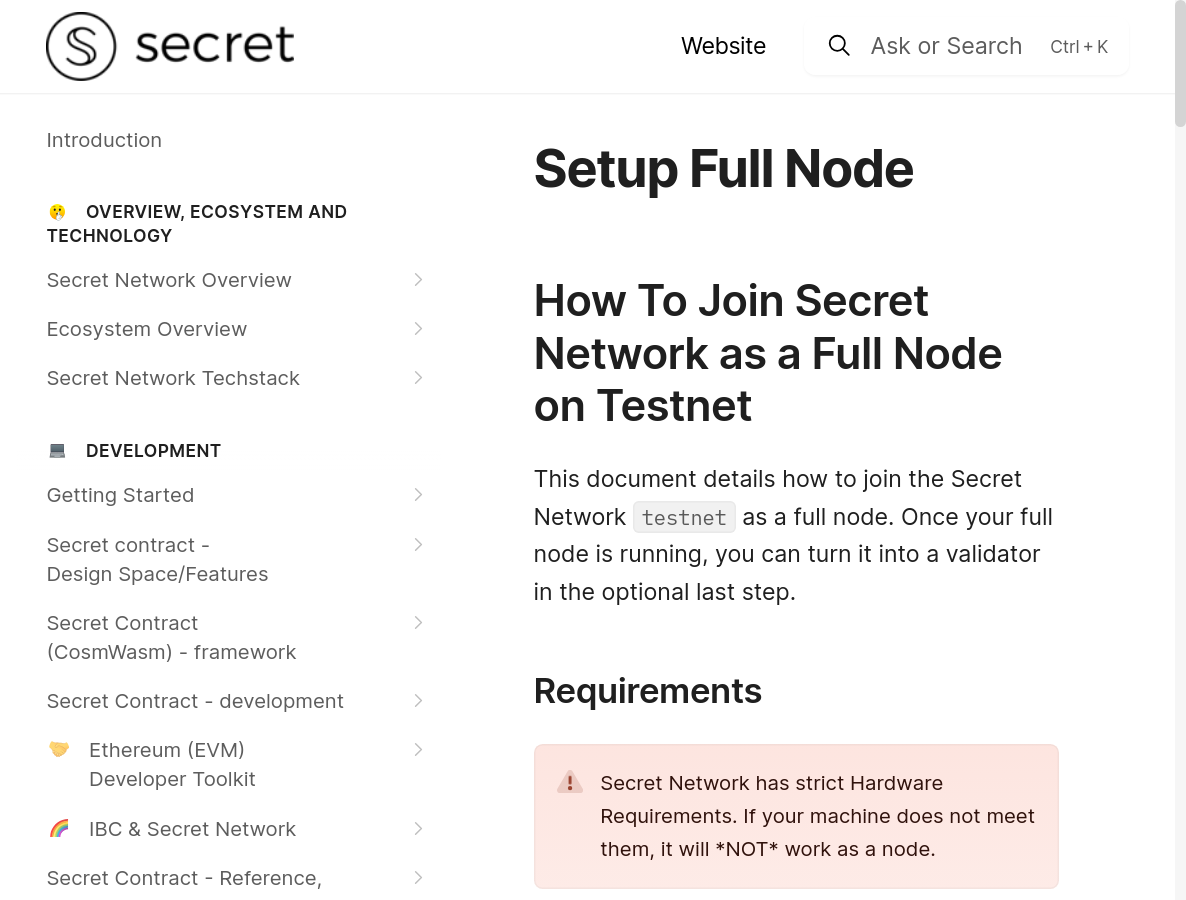 secret
Website
Ask or Search
Ctrl + K
Introduction
OVERVIEW, ECOSYSTEM AND
TECHNOLOGY
Secret Network Overview
Ecosystem Overview
Secret Network Techstack
DEVELOPMENT
Getting Started
Secret contract -
Design Space/Features
Secret Contract
(CosmWasm) - framework
Secret Contract - development
Ethereum (EVM)
Developer Toolkit
IBC & Secret Network
Secret Contract - Reference,
Setup Full Node
How To Join Secret
Network as a Full Node
on Testnet
This document details how to join the Secret
Network testnet as a full node. Once your full
node is running, you can turn it into a validator
in the optional last step.
Requirements
Secret Network has strict Hardware
Requirements. If your machine does not meet
them, it will *NOT* work as a node.